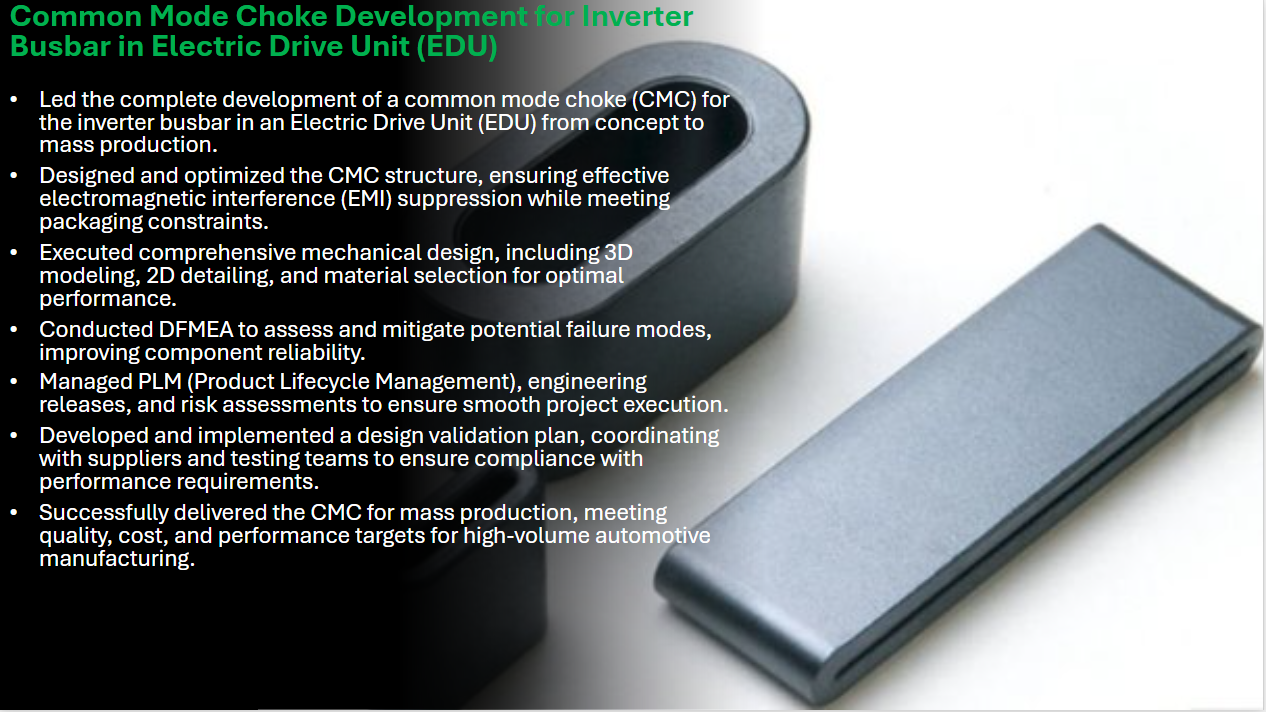 Common Mode Choke Development for Inverter
Busbar in Electric Drive Unit (EDU)
• Led the complete development of a common mode choke (CMC) for
the inverter busbar in an Electric Drive Unit (EDU) from concept to
mass production.
• Designed and optimized the CMC structure, ensuring effective
electromagnetic interference (EMI) suppression while meeting
packaging constraints.
• Executed comprehensive mechanical design, including 3D
modeling, 2D detailing, and material selection for optimal
performance.
• Conducted DFMEA to assess and mitigate potential failure modes,
improving component reliability.
• Managed PLM (Product Lifecycle Management), engineering
releases, and risk assessments to ensure smooth project execution.
• Developed and implemented a design validation plan, coordinating
with suppliers and testing teams to ensure compliance with
performance requirements.
• Successfully delivered the CMC for mass production, meeting
quality, cost, and performance targets for high-volume automotive
manufacturing.